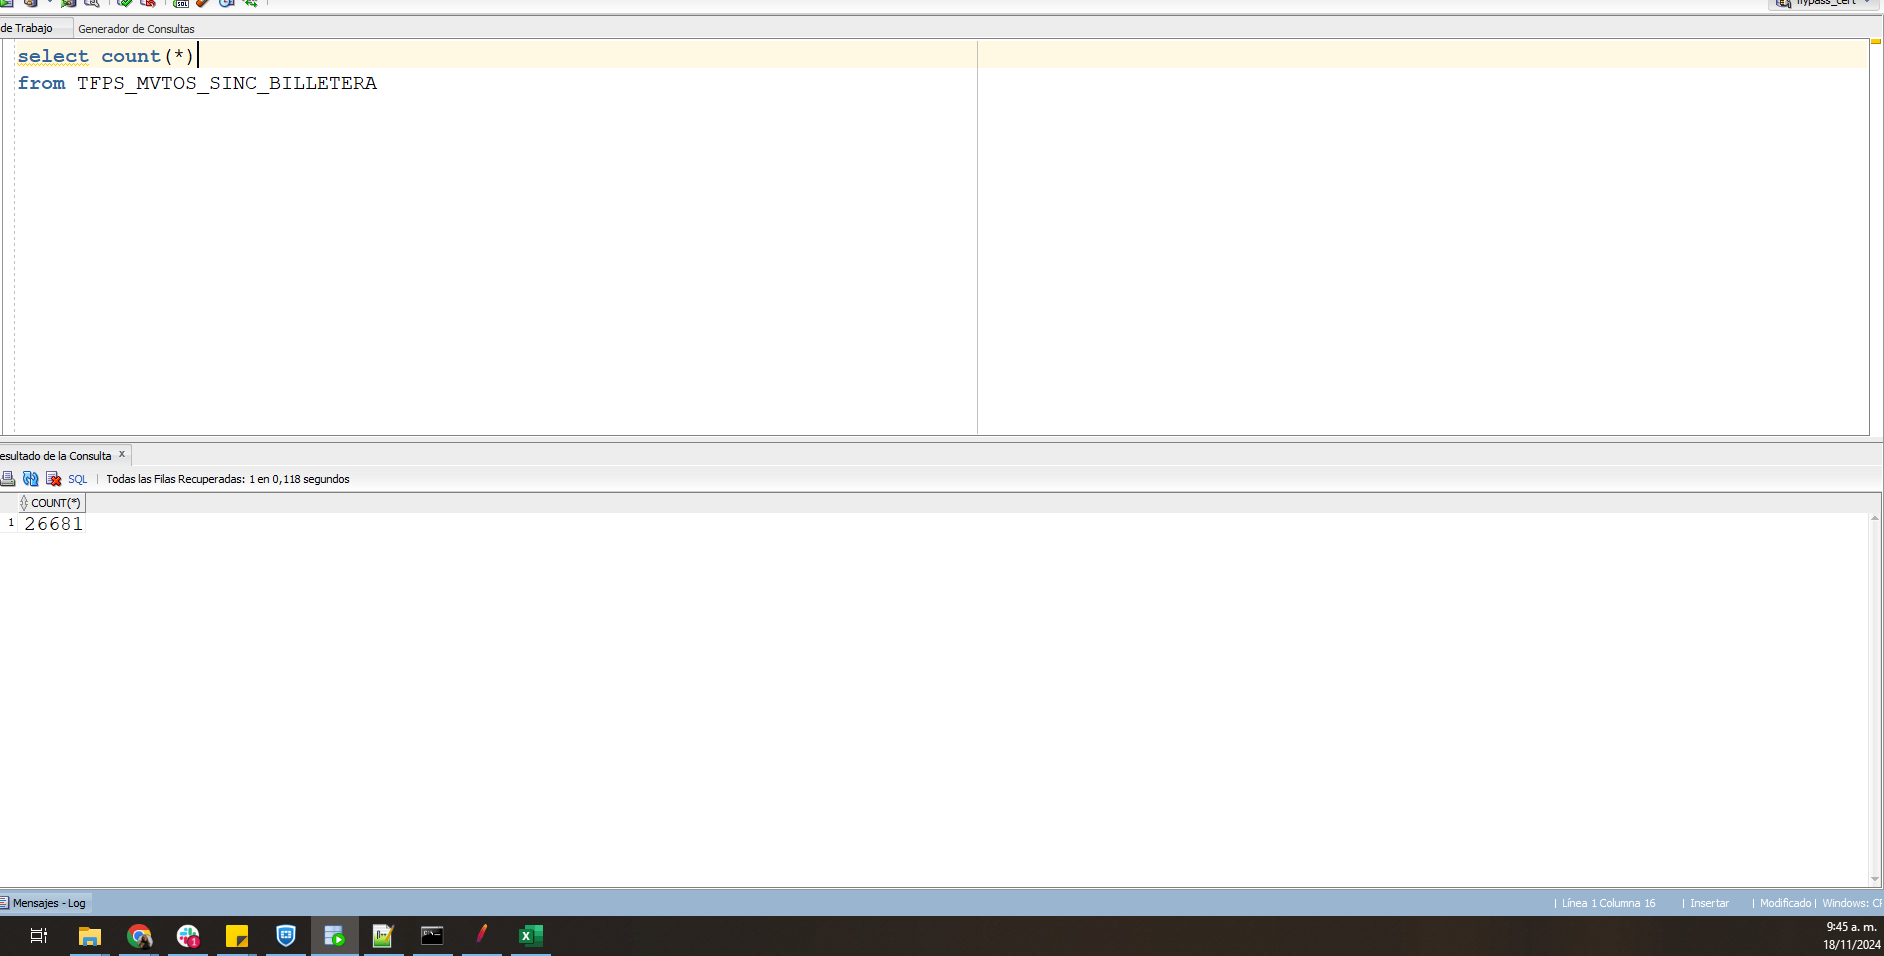 de Trabajo Generador de Consultas
select count(*)
from TFPS_MVTOS_SINC_BILLETERA
esultado de la Consulta x
SQL | Todas las Filas Recuperadas: 1 en 0,118 segundos
COUNT(*)
1 26681
Mensajes - Log
| Línea 1 Columna 16 | Insertar | Modificado | Windows: CF
9:45 a. m.
18/11/2024